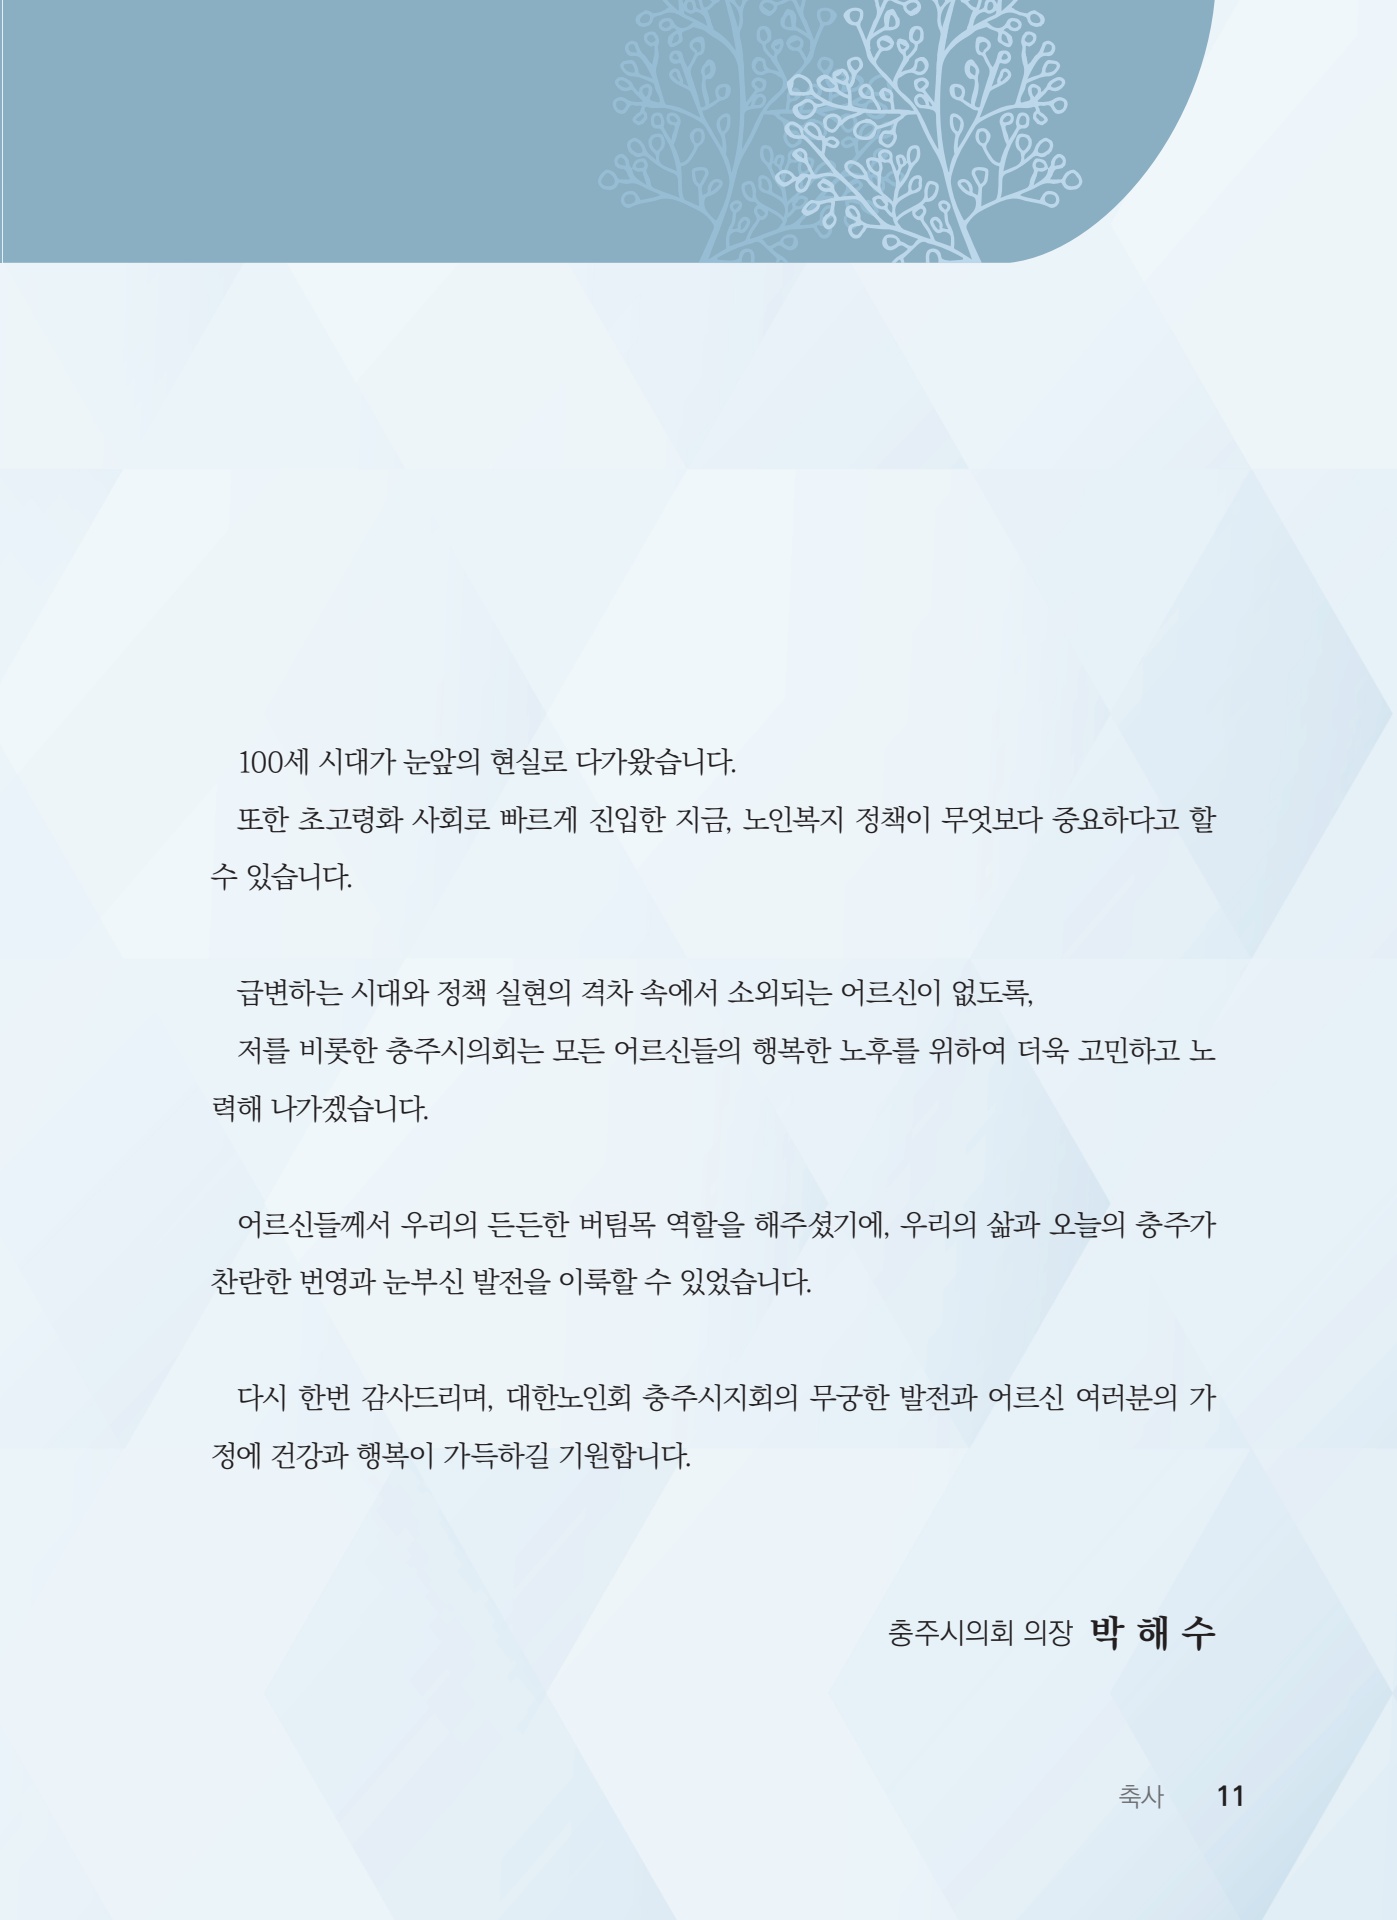 100세 시대가 눈앞의 현실로 다가왔습니다.
또한 초고령화 사회로 빠르게 진입한 지금, 노인복지 정책이 무엇보다 중요하다고 할
수 있습니다.
급변하는 시대와 정책 실현의 격차 속에서 소외되는 어르신이 없도록,
저를 비롯한 충주시의회는 모든 어르신들의 행복한 노후를 위하여 더욱 고민하고 노
력해 나가겠습니다.
어르신들께서 우리의 든든한 버팀목 역할을 해주셨기에, 우리의 삶과 오늘의 충주가
찬란한 번영과 눈부신 발전을 이룩할 수 있었습니다.
다시 한번 감사드리며, 대한노인회 충주시지회의 무궁한 발전과 어르신 여러분의 가
정에 건강과 행복이 가득하길 기원합니다.
충주시의회 의장 박 해 수
축사 11